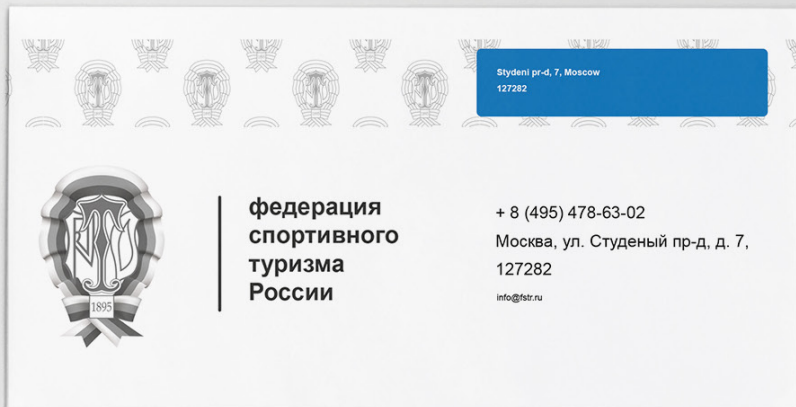 Stydeni pr-d, 7, Moscow
127282
федерация
спортивного
туризма
России
+ 8 (495) 478-63-02
Москва, ул. Студеный пр-д, д. 7,
127282
info@fstr.ru
1895